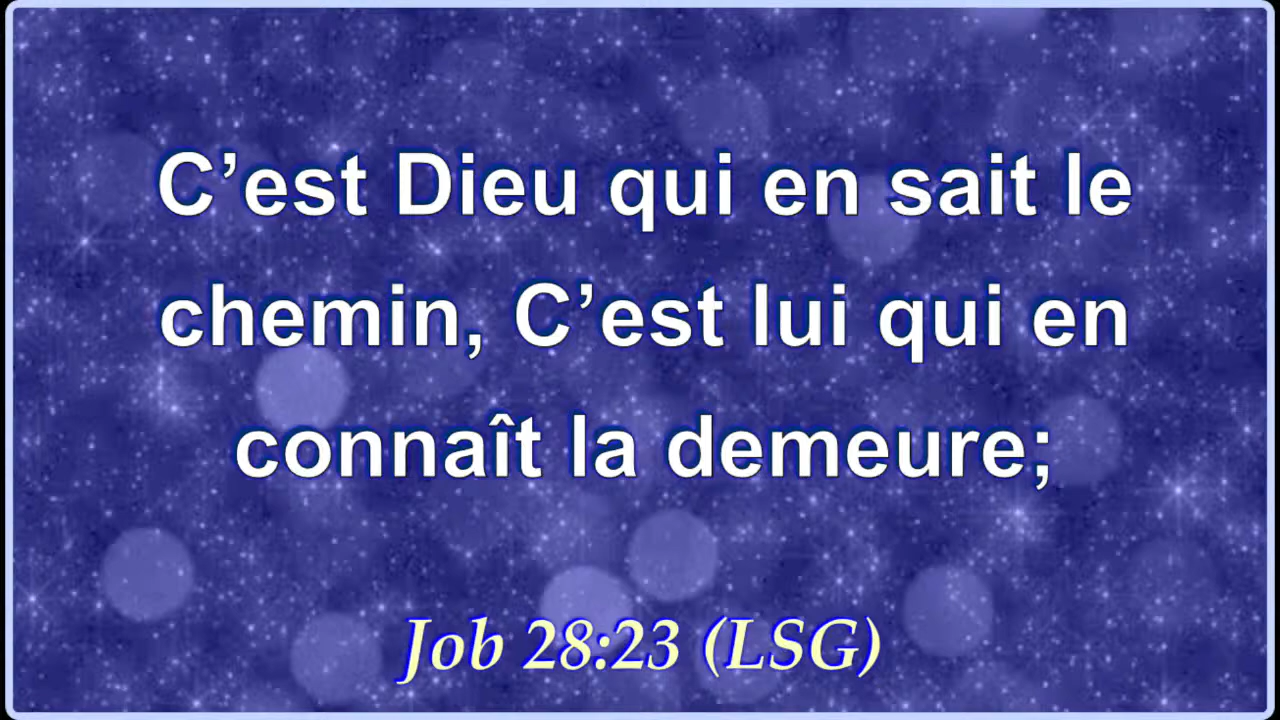 C’est Dieu qui en sait le
chemin, C’est lui qui en
connaît la demeure;
Job 28:23 (LSG)